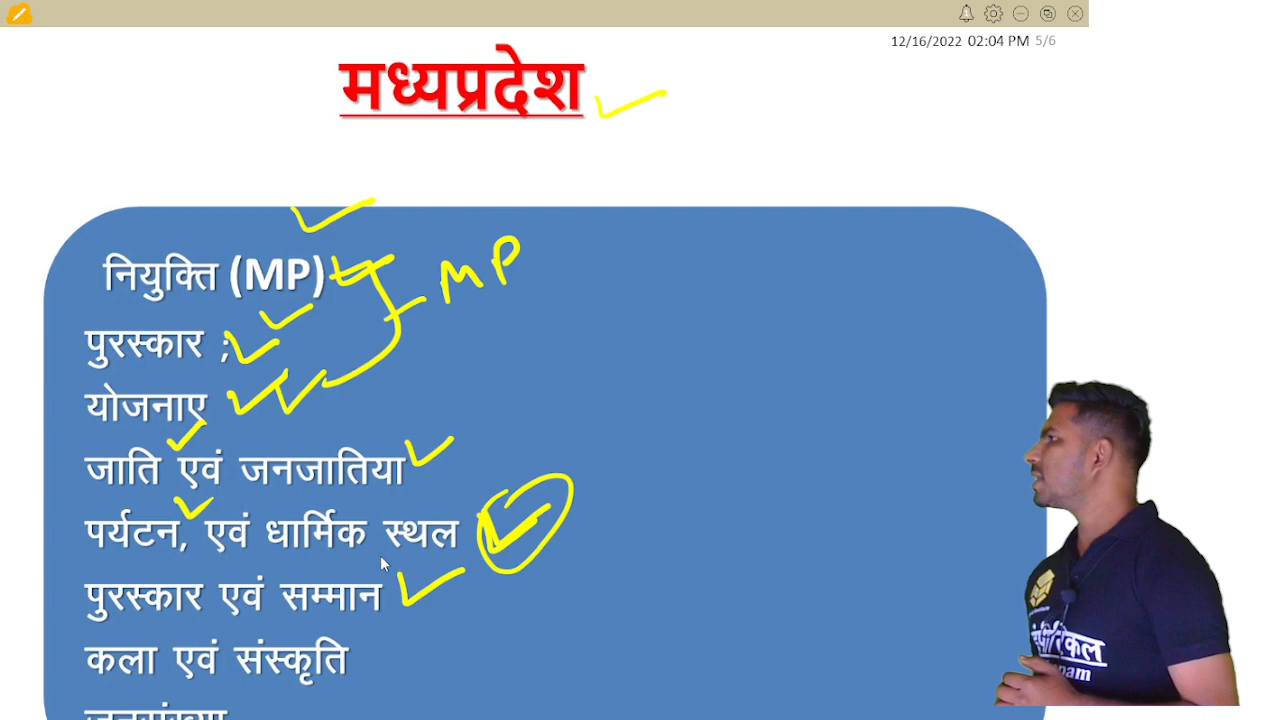 12/16/2022 02:04 PM 5/6
मध्यप्रदेश
नियुक्ति (MP)
MP
पुरस्कार ;
योजनाए
जाति एवं जनजातिया
पर्यटन, एवं धार्मिक स्थल
पुरस्कार एवं सम्मान
कला एवं संस्कृति
जनसंख्या